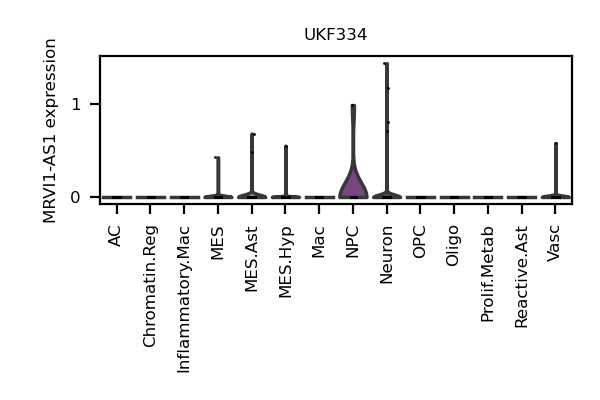 UKF334
MRVI1-AS1 expression
1
0
AC
Chromatin.Reg
Inflammatory.Mac
MES
MES.Ast
MES.Hyp
Mac
NPC
Neuron
OPC
Oligo
Prolif.Metab
Reactive.Ast
Vasc